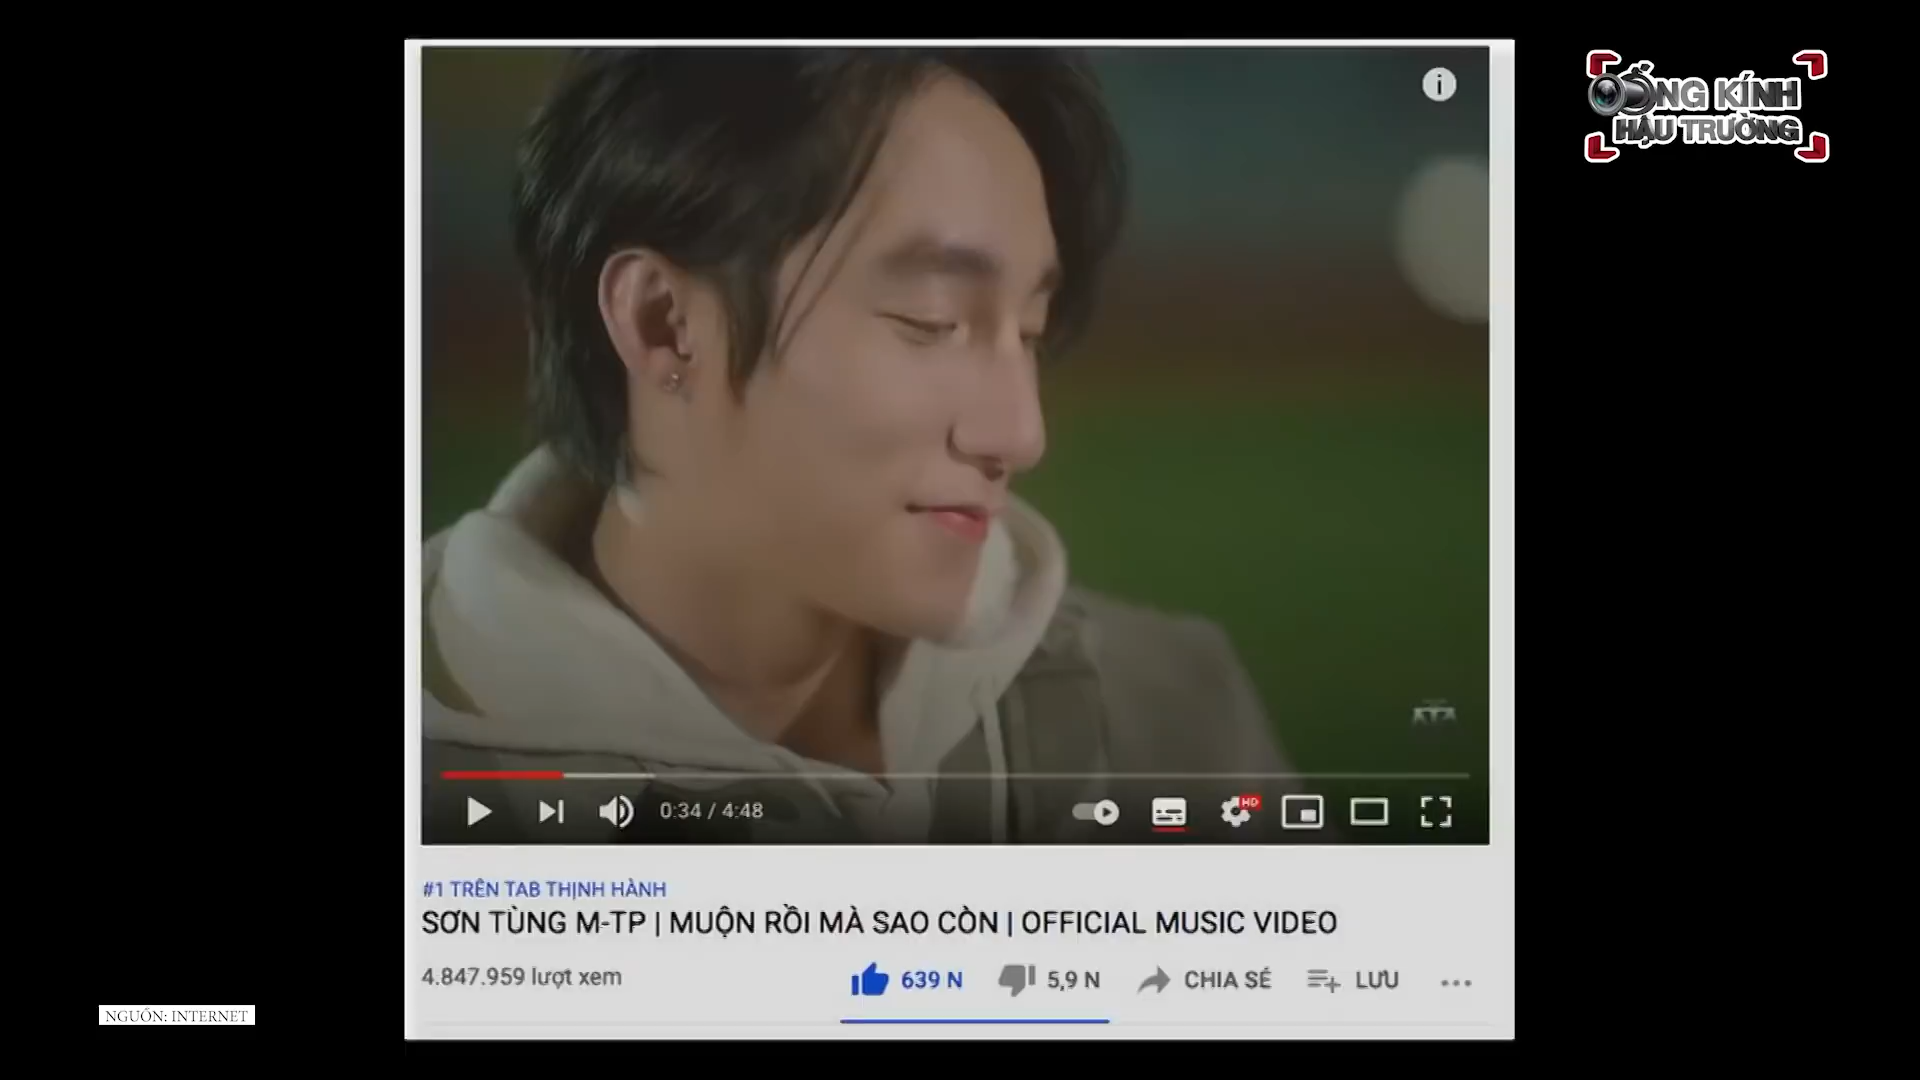 ỐNG KÍNH
HẬU TRƯỜNG
i
0:34 / 4:48
HD
#1 TRÊN TAB THỊNH HÀNH
SƠN TÙNG M-TP | MUỘN RỒI MÀ SAO CÒN | OFFICIAL MUSIC VIDEO
4.847.959 lượt xem
639 N
5,9 N
CHIA SẺ
LƯU
NGUỒN: INTERNET